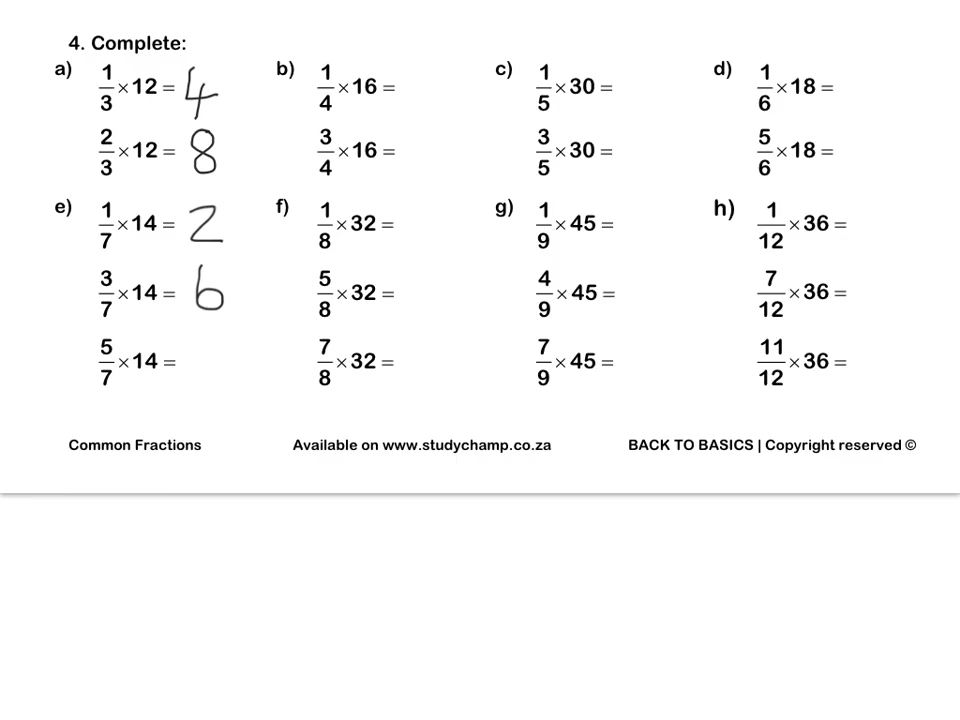 4. Complete:
a) 1/3 × 12 = 4 b) 1/4 × 16 = c) 1/5 × 30 = d) 1/6 × 18 =
2/3 × 12 = 8 3/4 × 16 = 3/5 × 30 = 5/6 × 18 =
e) 1/7 × 14 = 2 f) 1/8 × 32 = g) 1/9 × 45 = h) 1/12 × 36 =
3/7 × 14 = 6 5/8 × 32 = 4/9 × 45 = 7/12 × 36 =
5/7 × 14 = 7/8 × 32 = 7/9 × 45 = 11/12 × 36 =
Common Fractions Available on www.studychamp.co.za BACK TO BASICS | Copyright reserved ©